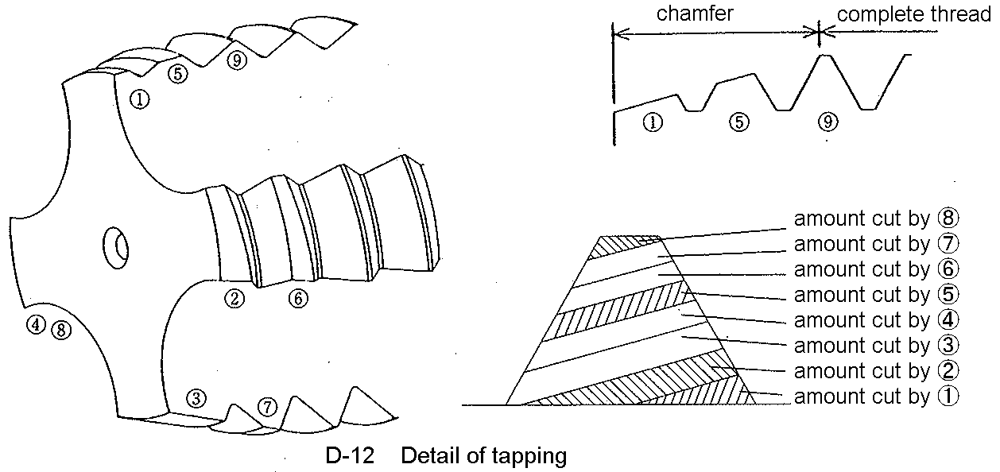 chamfer
complete thread
①
⑤
⑨
①
⑤
⑨
②
⑥
④
⑧
③
⑦
amount cut by ⑧
amount cut by ⑦
amount cut by ⑥
amount cut by ⑤
amount cut by ④
amount cut by ③
amount cut by ②
amount cut by ①
D-12 Detail of tapping